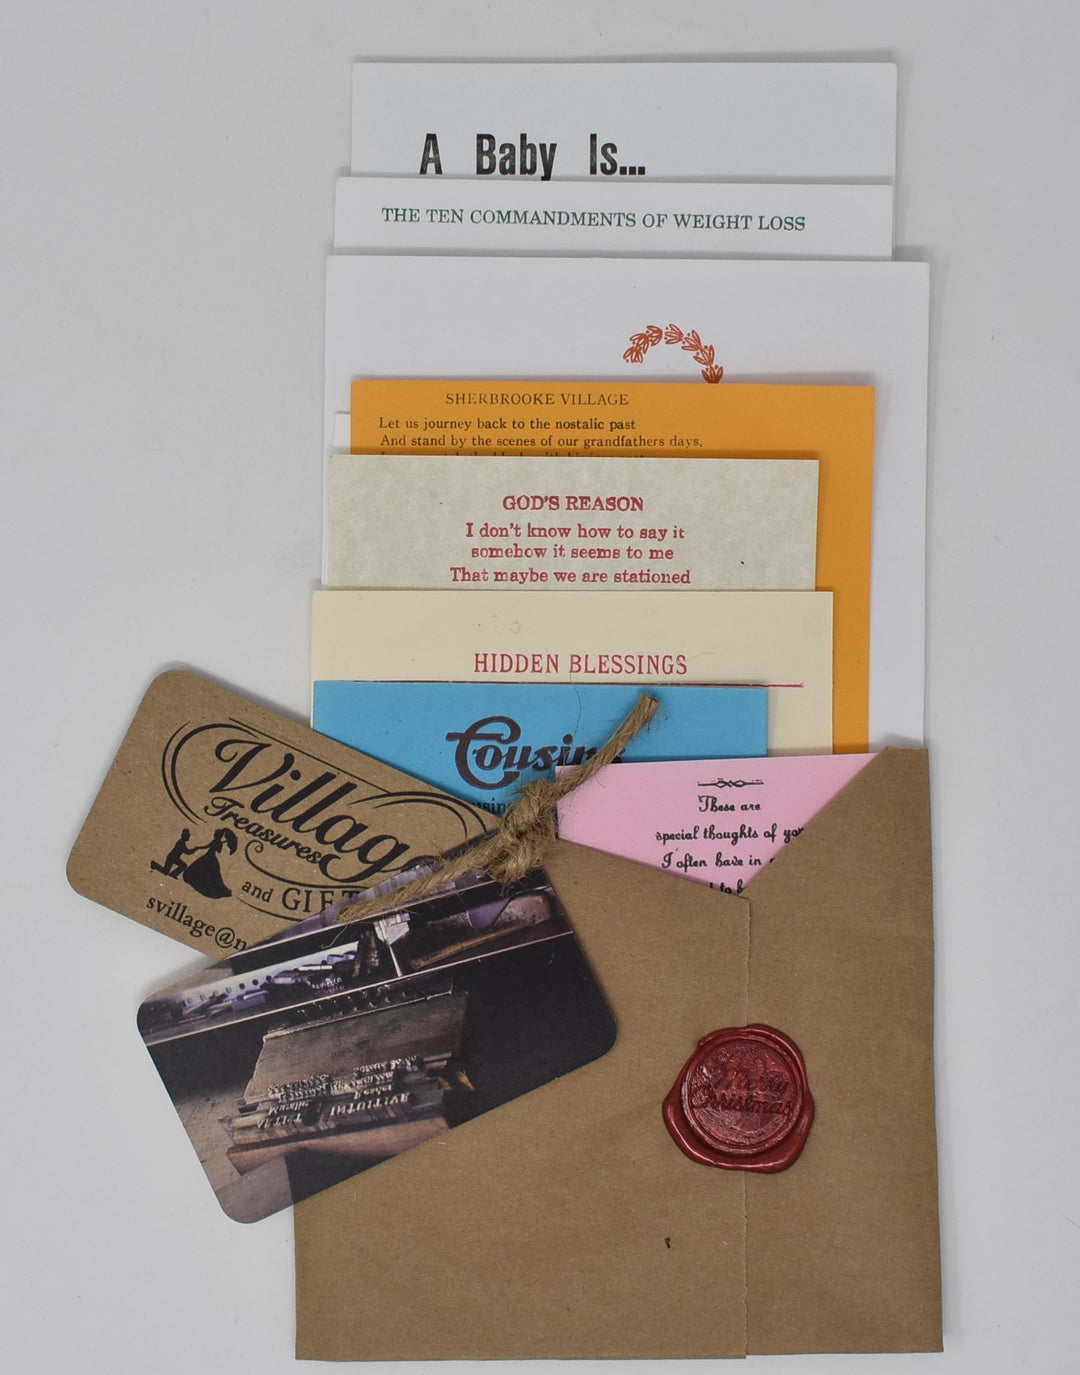 A Baby Is...
THE TEN COMMANDMENTS OF WEIGHT LOSS
SHERBROOKE VILLAGE
Let us journey back to the nostalic past
And stand by the scenes of our grandfathers days,
GOD'S REASON
I don't know how to say it
somehow it seems to me
That maybe we are stationed
HIDDEN BLESSINGS
Cousins
These are
special thoughts of you
I often have in
Village
Treasures
and GIFT
svillage@n
Merry
Christmas